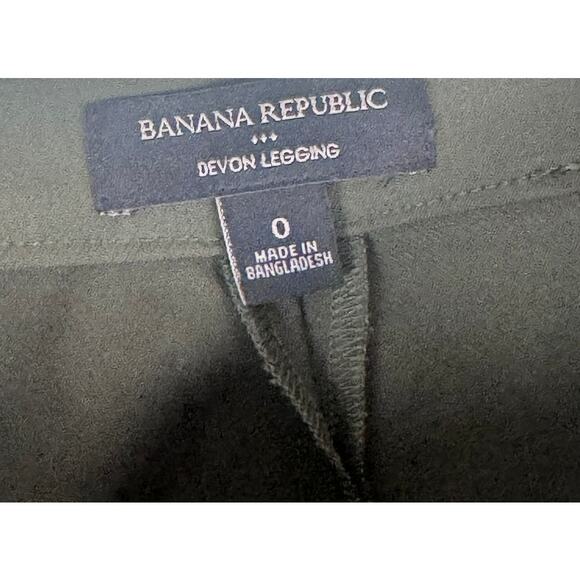 BANANA REPUBLIC
DEVON LEGGING
0
MADE IN
BANGLADESH